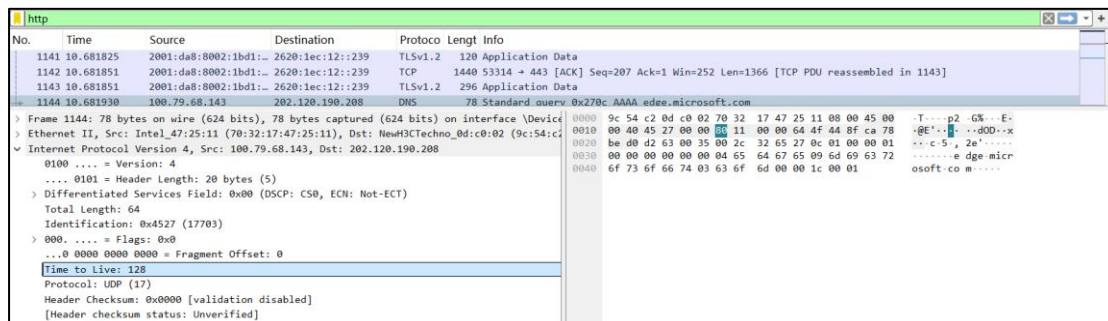 http
No. Time Source Destination Protoco Lengt Info
1141 10.681825 2001:da8:8002:1bd1:… 2620:1ec:12::239 TLSv1.2 120 Application Data
1142 10.681851 2001:da8:8002:1bd1:… 2620:1ec:12::239 TCP 1440 53314 → 443 [ACK] Seq=207 Ack=1 Win=252 Len=1366 [TCP PDU reassembled in 1143]
1143 10.681851 2001:da8:8002:1bd1:… 2620:1ec:12::239 TLSv1.2 296 Application Data
1144 10.681930 100.79.68.143 202.120.190.208 DNS 78 Standard query 0x270c AAAA edge.microsoft.com
Frame 1144: 78 bytes on wire (624 bits), 78 bytes captured (624 bits) on interface \Device
Ethernet II, Src: Intel_47:25:11 (70:32:17:47:25:11), Dst: NewH3CTechno_0d:c0:02 (9c:54:c2
Internet Protocol Version 4, Src: 100.79.68.143, Dst: 202.120.190.208
0100 .... = Version: 4
.... 0101 = Header Length: 20 bytes (5)
Differentiated Services Field: 0x00 (DSCP: CS0, ECN: Not-ECT)
Total Length: 64
Identification: 0x4527 (17703)
000. .... = Flags: 0x0
...0 0000 0000 0000 = Fragment Offset: 0
Time to Live: 128
Protocol: UDP (17)
Header Checksum: 0x0000 [validation disabled]
[Header checksum status: Unverified]
0000 9c 54 c2 0d c0 02 70 32 17 47 25 11 08 00 45 00 ·T····p2 ·G%···E·
0010 00 40 45 27 00 00 80 11 00 00 64 4f 44 8f ca 78 ·@E'···· ··dOD··x
0020 be d0 d2 63 00 35 00 2c 32 65 27 0c 01 00 00 01 ···c·5·, 2e'·····
0030 00 00 00 00 00 00 04 65 64 67 65 09 6d 69 63 72 ·······e dge·micr
0040 6f 73 6f 66 74 03 63 6f 6d 00 00 1c 00 01 osoft·co m·····